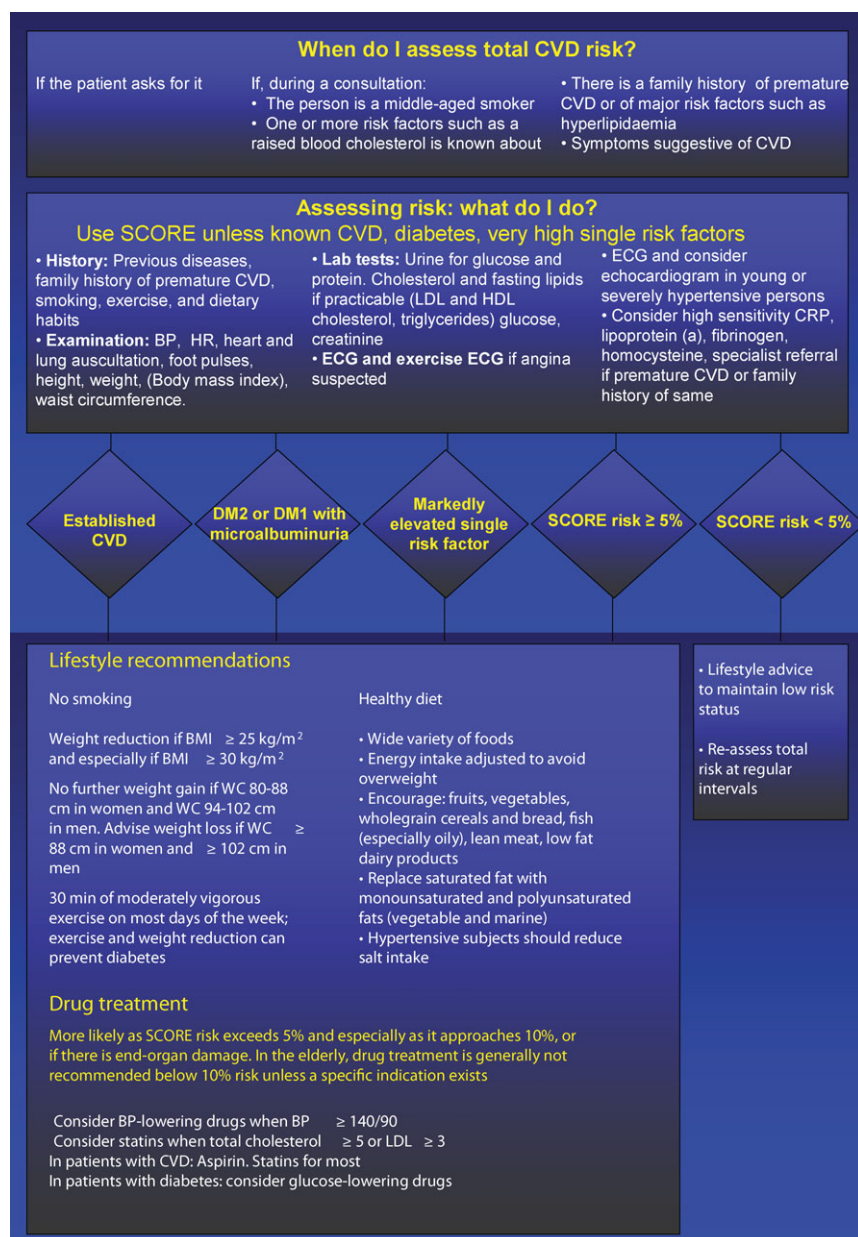 When do I assess total CVD risk?
If the patient asks for it
If, during a consultation:
• The person is a middle-aged smoker
• One or more risk factors such as a
raised blood cholesterol is known about
• There is a family history of premature
CVD or of major risk factors such as
hyperlipidaemia
• Symptoms suggestive of CVD
Assessing risk: what do I do?
Use SCORE unless known CVD, diabetes, very high single risk factors
• History: Previous diseases,
family history of premature CVD,
smoking, exercise, and dietary
habits
• Examination: BP, HR, heart and
lung auscultation, foot pulses,
height, weight, (Body mass index),
waist circumference.
• Lab tests: Urine for glucose and
protein. Cholesterol and fasting lipids
if practicable (LDL and HDL
cholesterol, triglycerides) glucose,
creatinine
• ECG and exercise ECG if angina
suspected
• ECG and consider
echocardiogram in young or
severely hypertensive persons
• Consider high sensitivity CRP,
lipoprotein (a), fibrinogen,
homocysteine, specialist referral
if premature CVD or family
history of same
Established
CVD
DM2 or DM1 with
microalbuminuria
Markedly
elevated single
risk factor
SCORE risk ≥ 5%
SCORE risk < 5%
Lifestyle recommendations
No smoking
Weight reduction if BMI ≥ 25 kg/m²
and especially if BMI ≥ 30 kg/m²
No further weight gain if WC 80-88
cm in women and WC 94-102 cm
in men. Advise weight loss if WC ≥
88 cm in women and ≥ 102 cm in
men
30 min of moderately vigorous
exercise on most days of the week;
exercise and weight reduction can
prevent diabetes
Healthy diet
• Wide variety of foods
• Energy intake adjusted to avoid
overweight
• Encourage: fruits, vegetables,
wholegrain cereals and bread, fish
(especially oily), lean meat, low fat
dairy products
• Replace saturated fat with
monounsaturated and polyunsaturated
fats (vegetable and marine)
• Hypertensive subjects should reduce
salt intake
Drug treatment
More likely as SCORE risk exceeds 5% and especially as it approaches 10%, or
if there is end-organ damage. In the elderly, drug treatment is generally not
recommended below 10% risk unless a specific indication exists
Consider BP-lowering drugs when BP ≥ 140/90
Consider statins when total cholesterol ≥ 5 or LDL ≥ 3
In patients with CVD: Aspirin. Statins for most
In patients with diabetes: consider glucose-lowering drugs
• Lifestyle advice
to maintain low risk
status
• Re-assess total
risk at regular
intervals